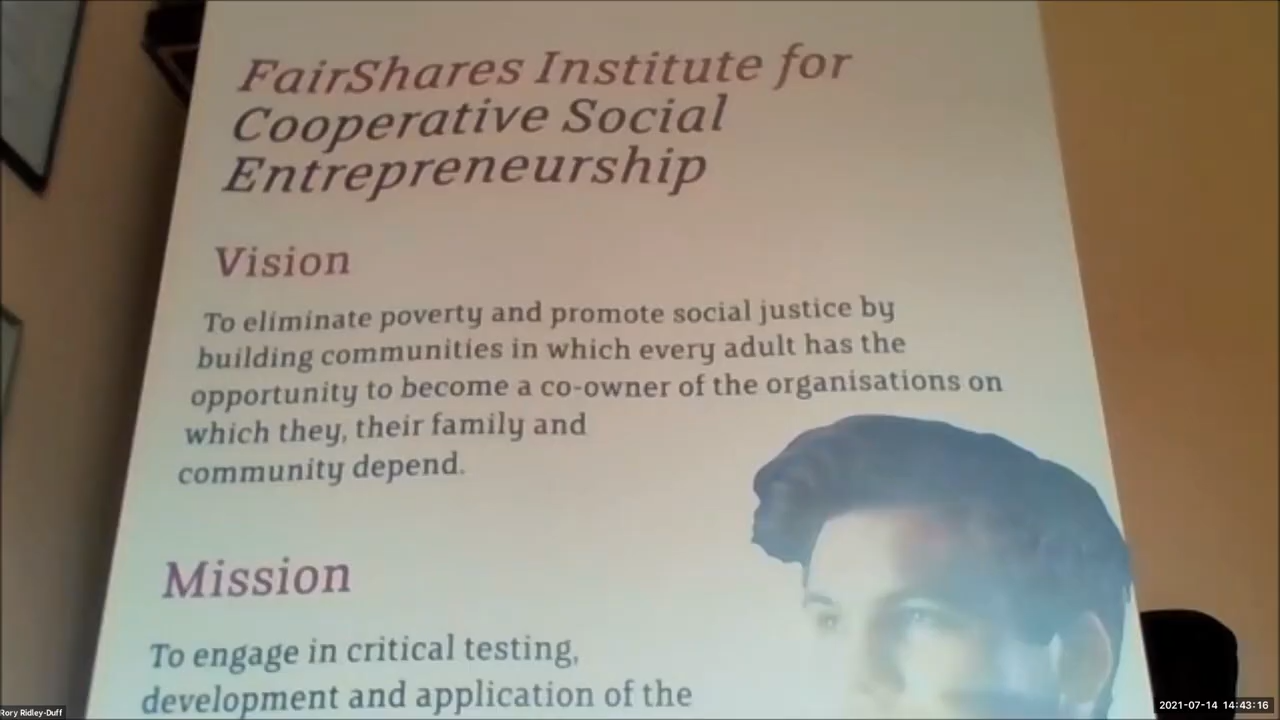 FairShares Institute for
Cooperative Social
Entrepreneurship
Vision
To eliminate poverty and promote social justice by
building communities in which every adult has the
opportunity to become a co-owner of the organisations on
which they, their family and
community depend.
Mission
To engage in critical testing,
development and application of the
Rory Ridley-Duff
2021-07-14 14:43:16